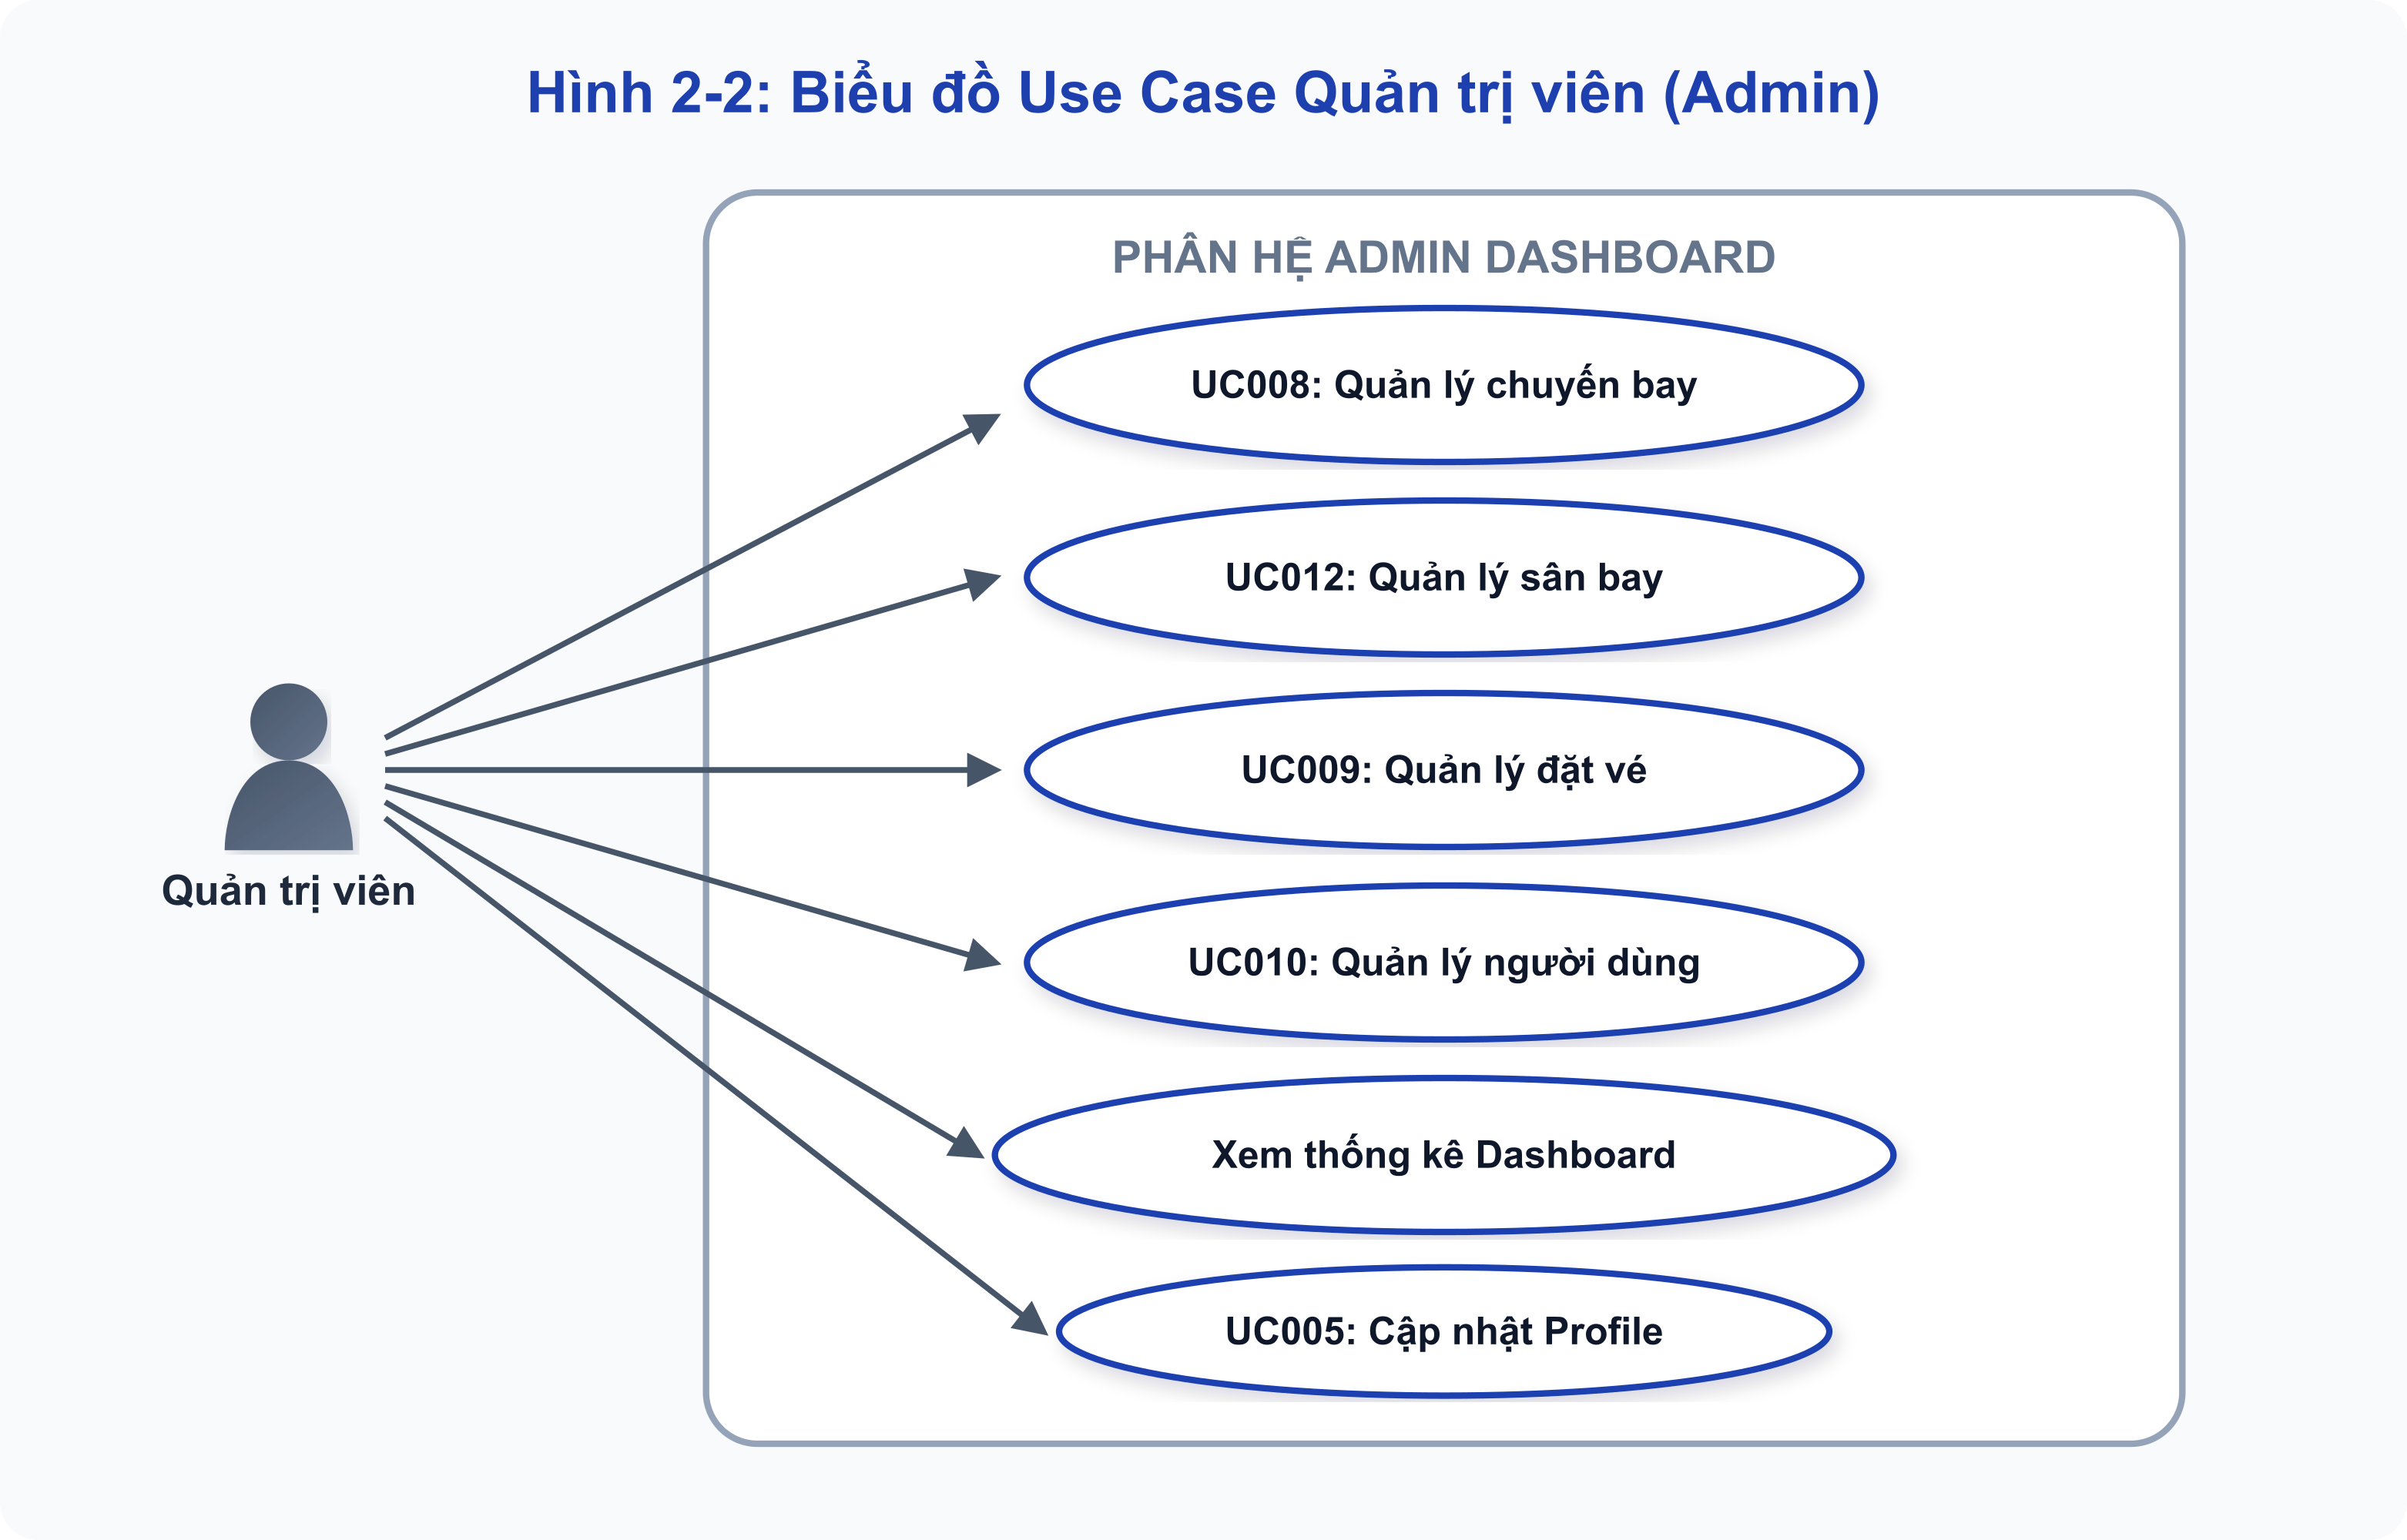 Hình 2-2: Biểu đồ Use Case Quản trị viên (Admin)
PHÂN HỆ ADMIN DASHBOARD
UC008: Quản lý chuyến bay
UC012: Quản lý sân bay
UC009: Quản lý đặt vé
Quản trị viên
UC010: Quản lý người dùng
Xem thống kê Dashboard
UC005: Cập nhật Profile